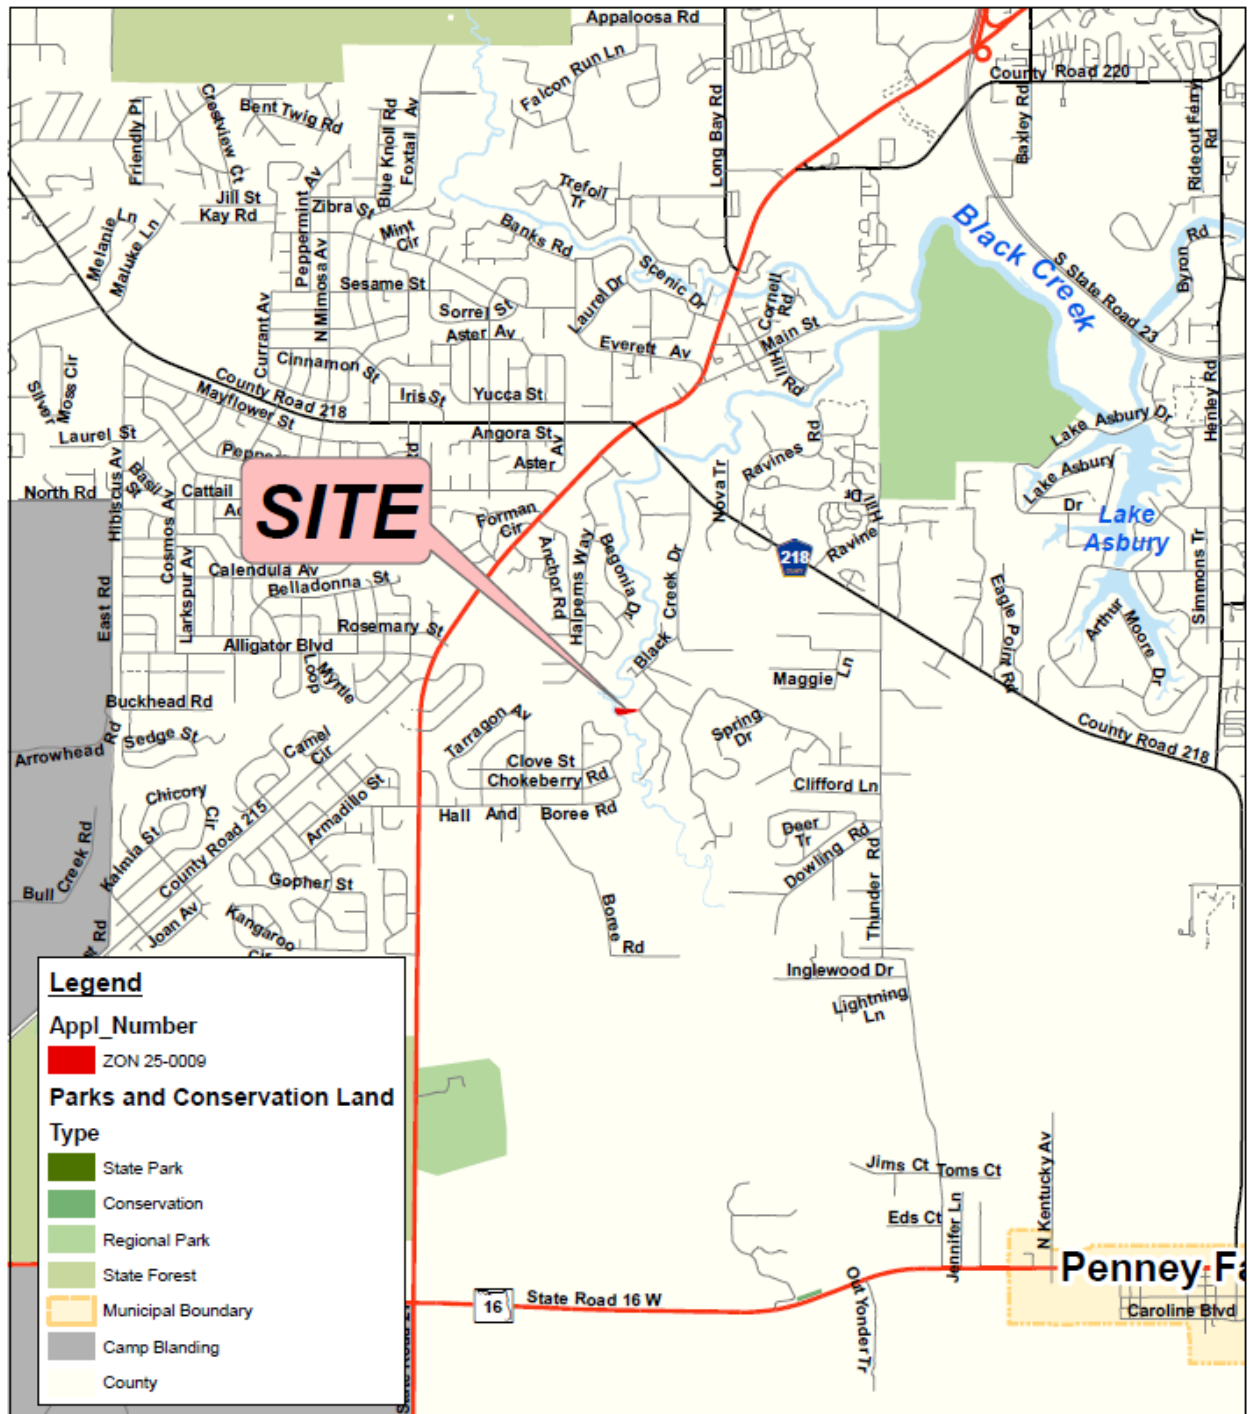 Appaloosa Rd
Falcon Run Ln
County Road 220
Crestview Ct
Bent Twig Rd
Friendly Pl
Blue Knoll Rd
Foxtail Av
Long Bay Rd
Baxley Rd
Rideout Ferry Rd
Jill St
Kay Rd
Peppermint Av
Zibra St
Mint Cir
Trefoil Tr
Banks Rd
Melanie Ln
Maluke Ln
N Mimosa Av
Sesame St
Scenic Dr
Laurel Dr
Cornell Rd
Black Creek
S State Road 23
Byron Rd
Currant Av
Sorrel St
Aster Av
Everett Av
Main St
Hill Rd
Cinnamon St
Silver Moss Cir
County Road 218
Mayflower St
Iris St
Yucca St
Henley Rd
Laurel St
Angora St
Aster Av
Ravines Rd
Lake Asbury Dr
Lake Asbury Dr
Hibiscus Av
Basil St
North Rd
Cattail
Rd
SITE
Cosmos Av
Nova Tr
Forman Cir
Anchor Rd
Halperns Way
Begonia Dr
Black Creek Dr
Ravine Hill Dr
218
Lake Asbury
Simmons Tr
Calendula Av
Belladonna St
Larkspur Av
East Rd
Rosemary St
Alligator Blvd
Myrtle Loop
Eagle Point Rd
Arthur Moore Dr
Maggie Ln
Buckhead Rd
Arrowhead Rd
Sedge St
Camel Cir
Tarragon Av
Spring Dr
County Road 218
Clove St
Chokeberry Rd
Clifford Ln
Chicory Cir
Armadillo St
Hall And Boree Rd
Deer Tr
Dowling Rd
County Road 215
Kalmia St
Bull Creek Rd
Gopher St
Joan Av
Kangaroo Cir
Boree Rd
Thunder Rd
Inglewood Dr
Lightning Ln
Legend
Appl_Number
ZON 25-0009
Parks and Conservation Land
Type
State Park
Conservation
Regional Park
State Forest
Municipal Boundary
Camp Blanding
County
Jims Ct
Toms Ct
Eds Ct
Jennifer Ln
N Kentucky Av
Penney Fa
16
State Road 16 W
Out Yonder Tr
Caroline Blvd